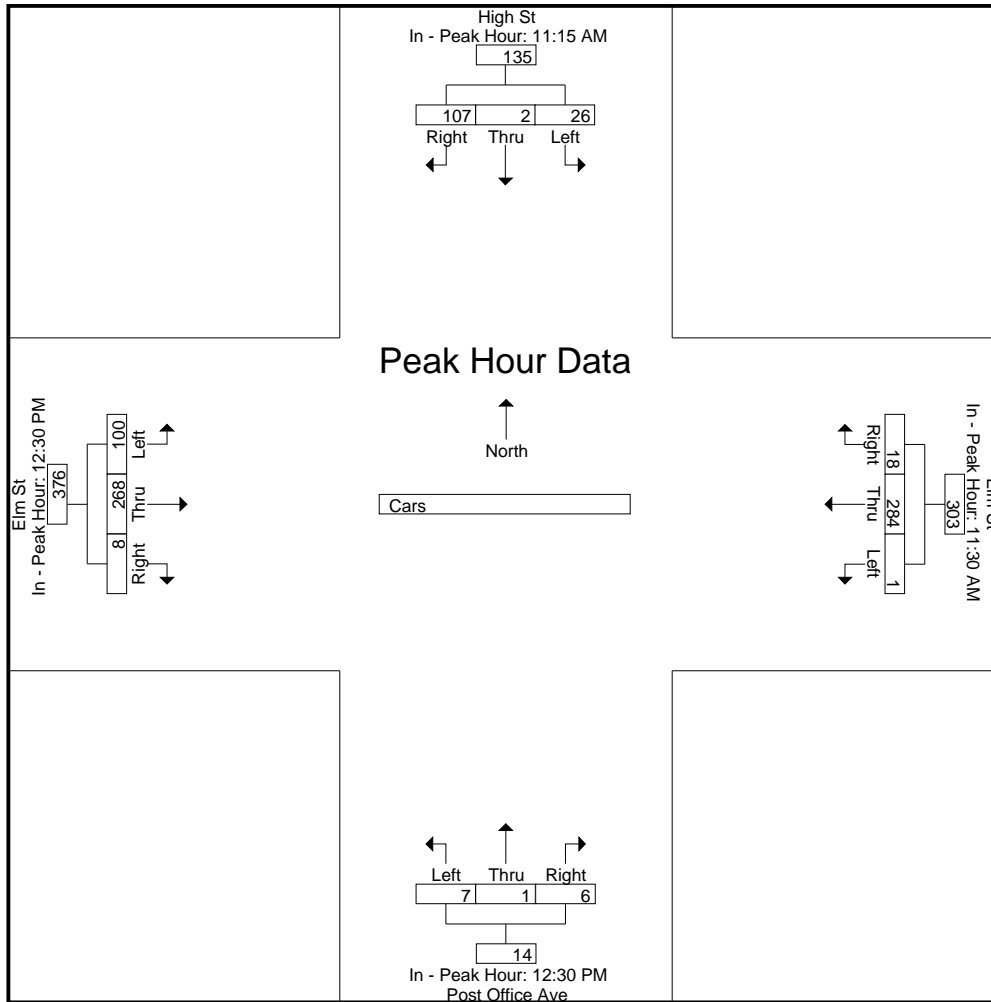 High St
In - Peak Hour: 11:15 AM
135
107 2 26
Right Thru Left
Peak Hour Data
North
Cars
Elm St
In - Peak Hour: 12:30 PM
376
100 268 8
Left Thru Right
Elm St
In - Peak Hour: 11:30 AM
303
18 284 1
Right Thru Left
Left Thru Right
7 1 6
14
In - Peak Hour: 12:30 PM
Post Office Ave